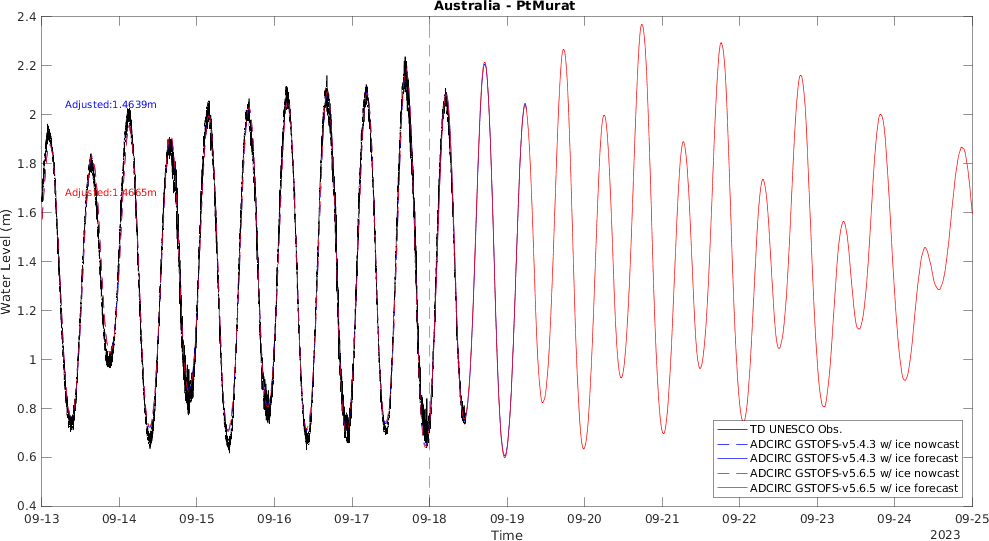 Australia - PtMurat
2.4
2.2
2
1.8
1.6
1.4
1.2
1
0.8
0.6
0.4
Water Level (m)
Adjusted:1.4639m
Adjusted:1.4665m
TD UNESCO Obs.
ADCIRC GSTOFS-v5.4.3 w/ ice nowcast
ADCIRC GSTOFS-v5.4.3 w/ ice forecast
ADCIRC GSTOFS-v5.6.5 w/ ice nowcast
ADCIRC GSTOFS-v5.6.5 w/ ice forecast
09-13 09-14 09-15 09-16 09-17 09-18 09-19 09-20 09-21 09-22 09-23 09-24 09-25
Time
2023